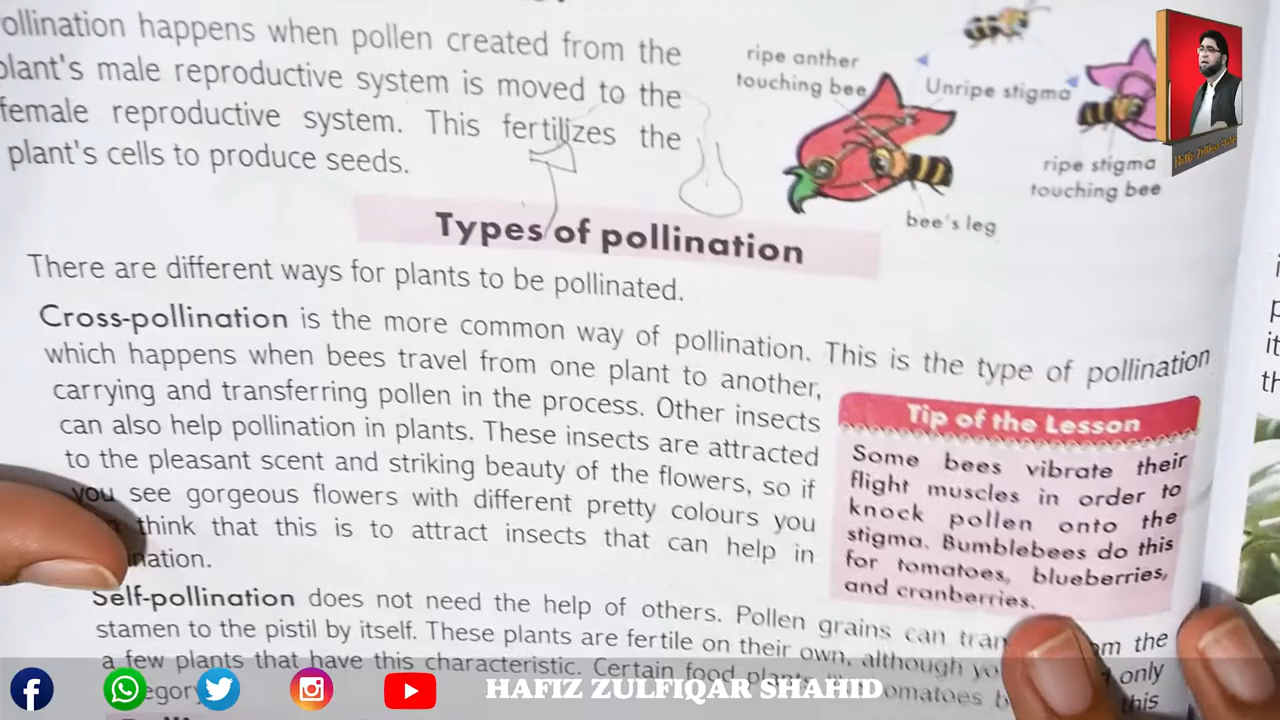 ollination happens when pollen created from the
plant's male reproductive system is moved to the
female reproductive system. This fertilizes the
plant's cells to produce seeds.
ripe anther
touching bee
Unripe stigma
ripe stigma
touching bee
bee's leg
Types of pollination
There are different ways for plants to be pollinated.
Cross-pollination is the more common way of pollination. This is the type of pollination
which happens when bees travel from one plant to another,
carrying and transferring pollen in the process. Other insects
can also help pollination in plants. These insects are attracted
to the pleasant scent and striking beauty of the flowers, so if
you see gorgeous flowers with different pretty colours you
think that this is to attract insects that can help in
nation.
Tip of the Lesson
Some bees vibrate their
flight muscles in order to
knock pollen onto the
stigma. Bumblebees do this
for tomatoes, blueberries,
and cranberries.
Self-pollination does not need the help of others. Pollen grains can tran om the
stamen to the pistil by itself. These plants are fertile on their own, although yo only
a few plants that have this characteristic. Certain food plants omatoes b this
egory
HAFIZ ZULFIQAR SHAHID